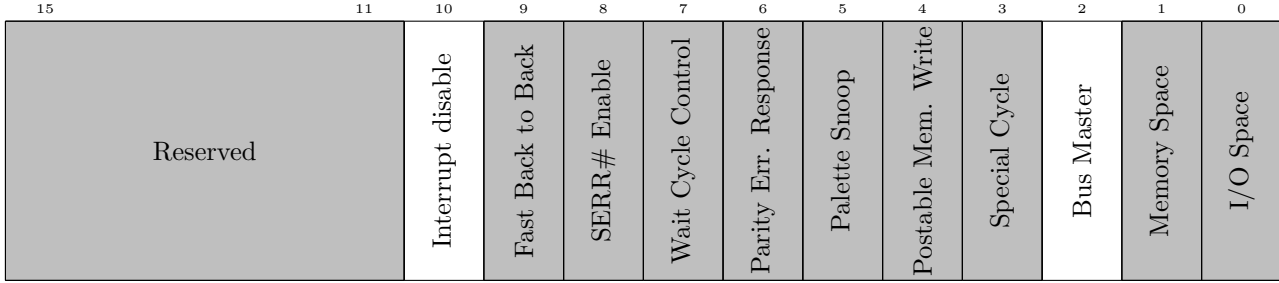 15 11 10 9 8 7 6 5 4 3 2 1 0
Reserved
Interrupt disable
Fast Back to Back
SERR# Enable
Wait Cycle Control
Parity Err. Response
Palette Snoop
Postable Mem. Write
Special Cycle
Bus Master
Memory Space
I/O Space